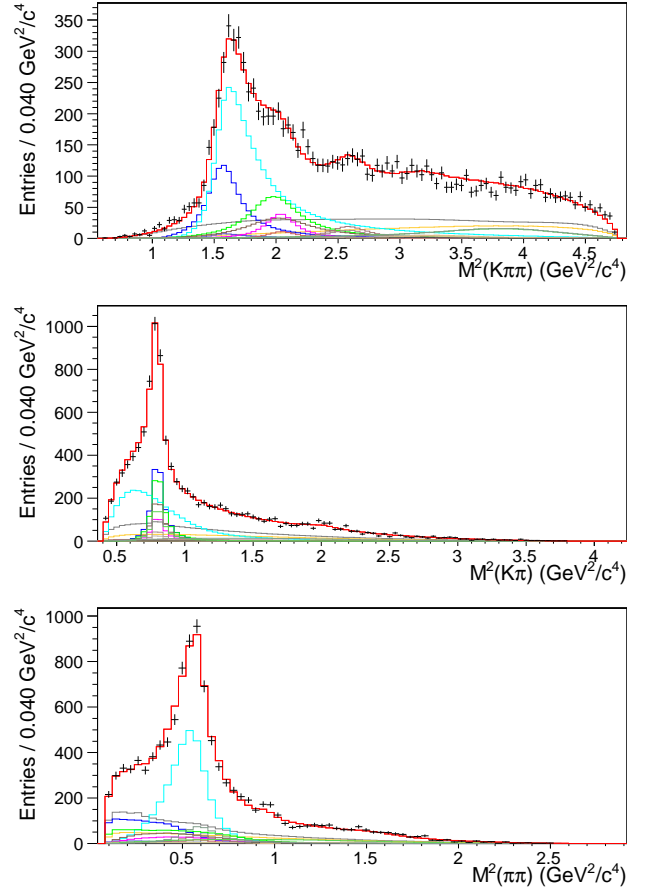 Entries / 0.040 GeV²/c⁴
350
300
250
200
150
100
50
0
1 1.5 2 2.5 3 3.5 4 4.5
M²(Kππ) (GeV²/c⁴)
Entries / 0.040 GeV²/c⁴
1000
800
600
400
200
0
0.5 1 1.5 2 2.5 3 3.5 4
M²(Kπ) (GeV²/c⁴)
Entries / 0.040 GeV²/c⁴
1000
800
600
400
200
0
0.5 1 1.5 2 2.5
M²(ππ) (GeV²/c⁴)